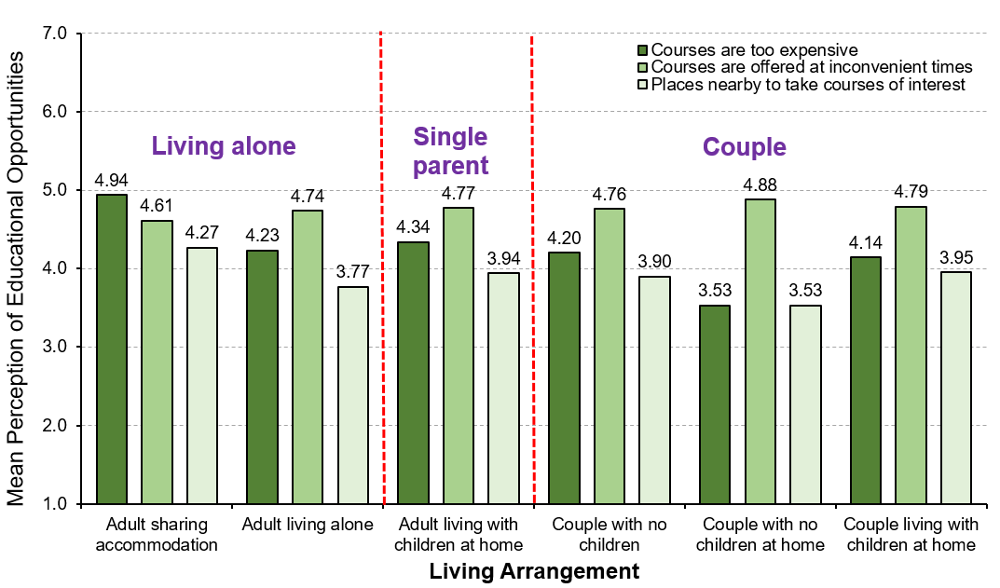 Mean Perception of Educational Opportunities
7.0
6.0
5.0
4.0
3.0
2.0
1.0
Courses are too expensive
Courses are offered at inconvenient times
Places nearby to take courses of interest
Living alone
Single
parent
Couple
4.94
4.61
4.27
4.23
4.74
3.77
4.34
4.77
3.94
4.20
4.76
3.90
3.53
4.88
3.53
4.14
4.79
3.95
Adult sharing
accommodation
Adult living alone
Adult living with
children at home
Couple with no
children
Couple with no
children at home
Couple living with
children at home
Living Arrangement